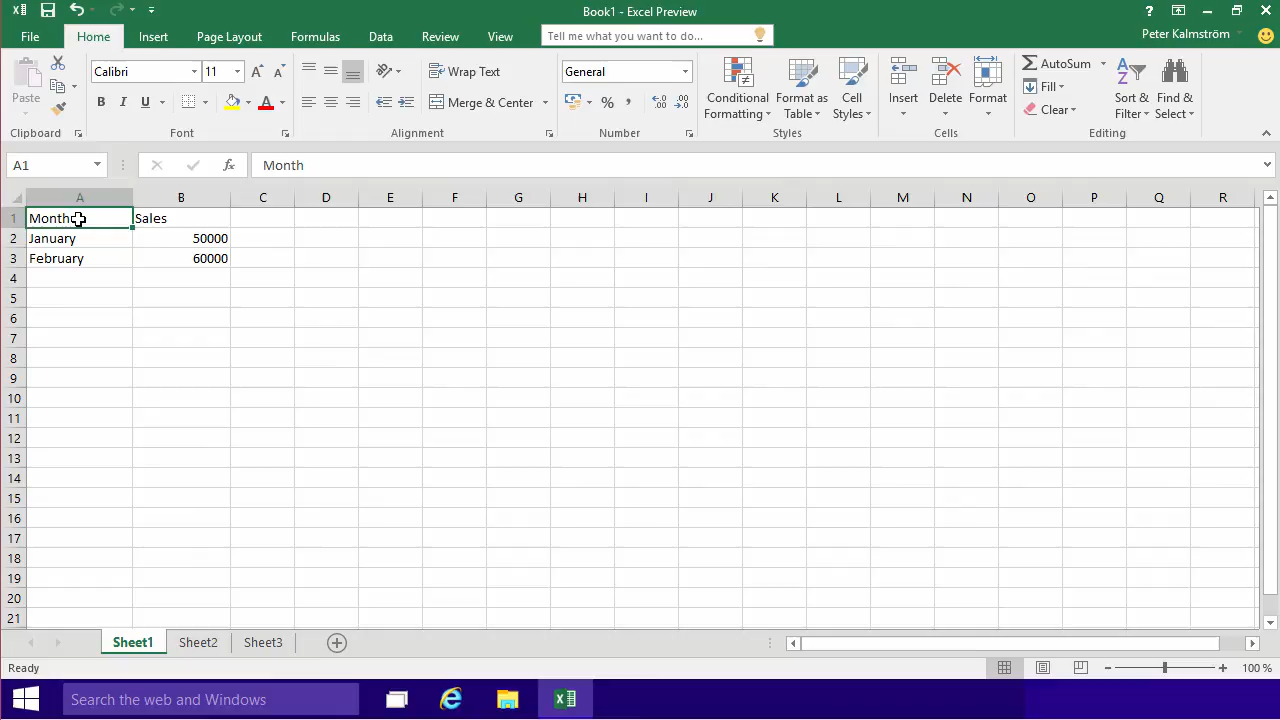 Book1 - Excel Preview
?
File Home Insert Page Layout Formulas Data Review View Tell me what you want to do... Peter Kalmström
Paste Calibri 11 A A Wrap Text General Conditional Formatting Format as Table Cell Styles Insert Delete Format AutoSum Fill Clear Sort & Filter Find & Select
B I U A Merge & Center % ,
Clipboard Font Alignment Number Styles Cells Editing
A1 fx Month
A B C D E F G H I J K L M N O P Q R
1 Month Sales
2 January 50000
3 February 60000
4
5
6
7
8
9
10
11
12
13
14
15
16
17
18
19
20
21
Sheet1 Sheet2 Sheet3
Ready 100 %
Search the web and Windows